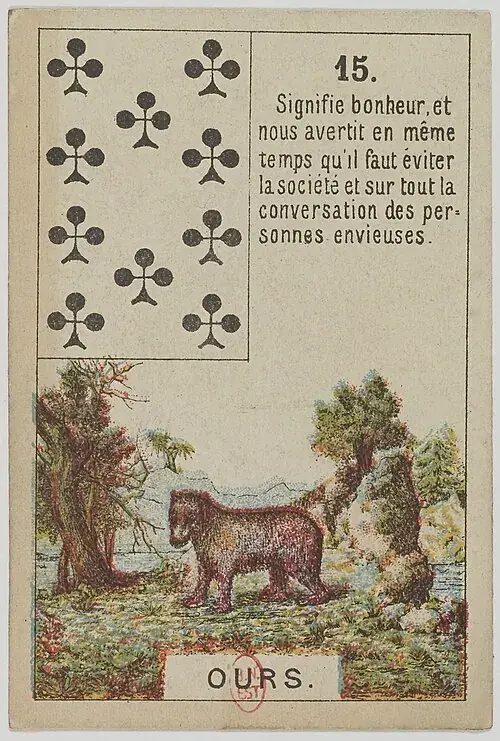 15.
Signifie bonheur, et
nous avertit en même
temps qu'il faut éviter
la société et sur tout la
conversation des per=
sonnes envieuses.
OURS.